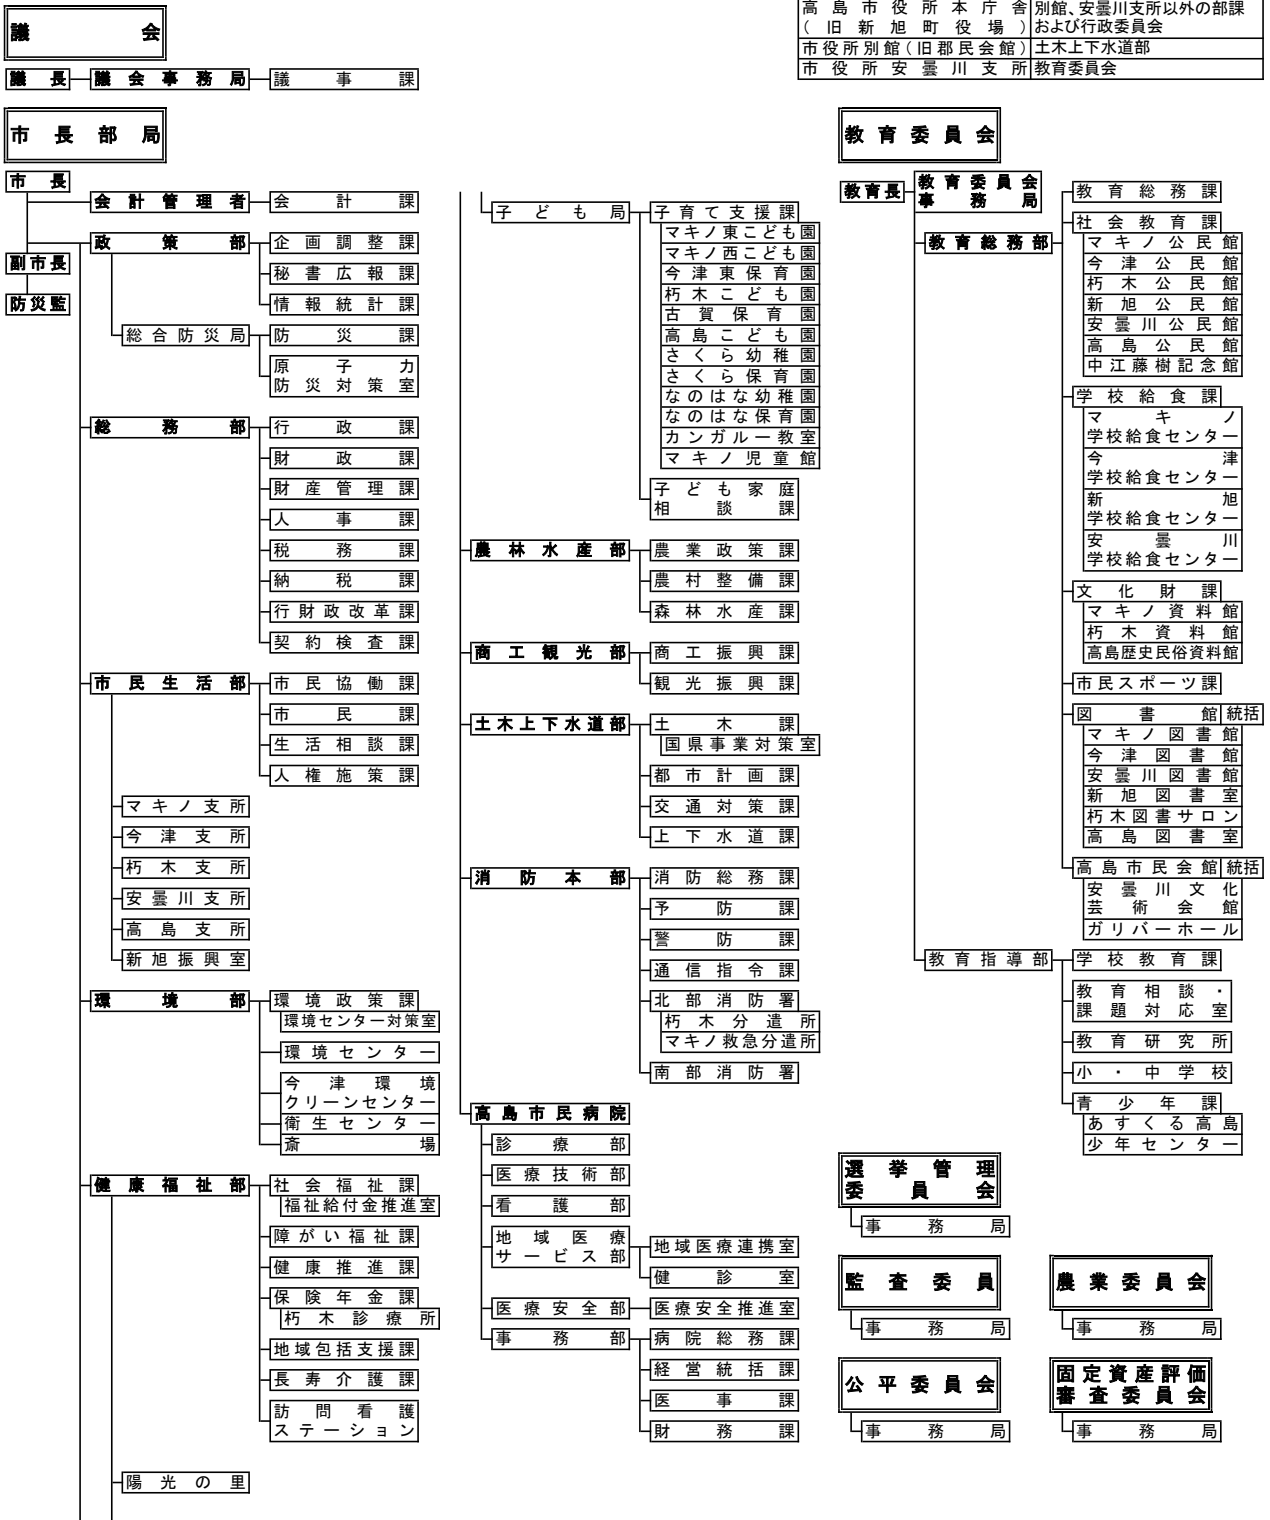 高島市役所本庁舎
(旧新旭町役場)
別館、安曇川支所以外の部課
および行政委員会
市役所別館(旧郡民会館)
土木上下水道部
市役所安曇川支所
教育委員会
議会
議長
議会事務局
議事課
市長部局
市長
副市長
防災監
会計管理者
会計課
政策部
企画調整課
秘書広報課
情報統計課
総合防災局
防災課
原子力
防災対策室
総務部
行政課
財政課
財産管理課
人事課
税務課
納税課
行財政改革課
契約検査課
市民生活部
市民協働課
市民課
生活相談課
人権施策課
マキノ支所
今津支所
朽木支所
安曇川支所
高島支所
新旭振興室
環境部
環境政策課
環境センター対策室
環境センター
今津環境
クリーンセンター
衛生センター
斎場
健康福祉部
社会福祉課
福祉給付金推進室
障がい福祉課
健康推進課
保険年金課
朽木診療所
地域包括支援課
長寿介護課
訪問看護
ステーション
陽光の里
子ども局
子育て支援課
マキノ東こども園
マキノ西こども園
今津東保育園
朽木こども園
古賀保育園
高島こども園
さくら幼稚園
さくら保育園
なのはな幼稚園
なのはな保育園
カンガルー教室
マキノ児童館
子ども家庭
相談課
農林水産部
農業政策課
農村整備課
森林水産課
商工観光部
商工振興課
観光振興課
土木上下水道部
土木課
国県事業対策室
都市計画課
交通対策課
上下水道課
消防本部
消防総務課
予防課
警防課
通信指令課
北部消防署
朽木分遣所
マキノ救急分遣所
南部消防署
高島市民病院
診療部
医療技術部
看護部
地域医療
サービス部
地域医療連携室
健診室
医療安全部
医療安全推進室
事務部
病院総務課
経営統括課
医事課
財務課
教育委員会
教育長
教育委員会
事務局
教育総務部
教育総務課
社会教育課
マキノ公民館
今津公民館
朽木公民館
新旭公民館
安曇川公民館
高島公民館
中江藤樹記念館
学校給食課
マキノ
学校給食センター
今津
学校給食センター
新旭
学校給食センター
安曇川
学校給食センター
文化財課
マキノ資料館
朽木資料館
高島歴史民俗資料館
市民スポーツ課
図書館 統括
マキノ図書館
今津図書館
安曇川図書館
新旭図書室
朽木図書サロン
高島図書室
高島市民会館 統括
安曇川文化
芸術会館
ガリバーホール
教育指導部
学校教育課
教育相談・
課題対応室
教育研究所
小・中学校
青少年課
あすくる高島
少年センター
選挙管理
委員会
事務局
監査委員
事務局
農業委員会
事務局
公平委員会
事務局
固定資産評価
審査委員会
事務局